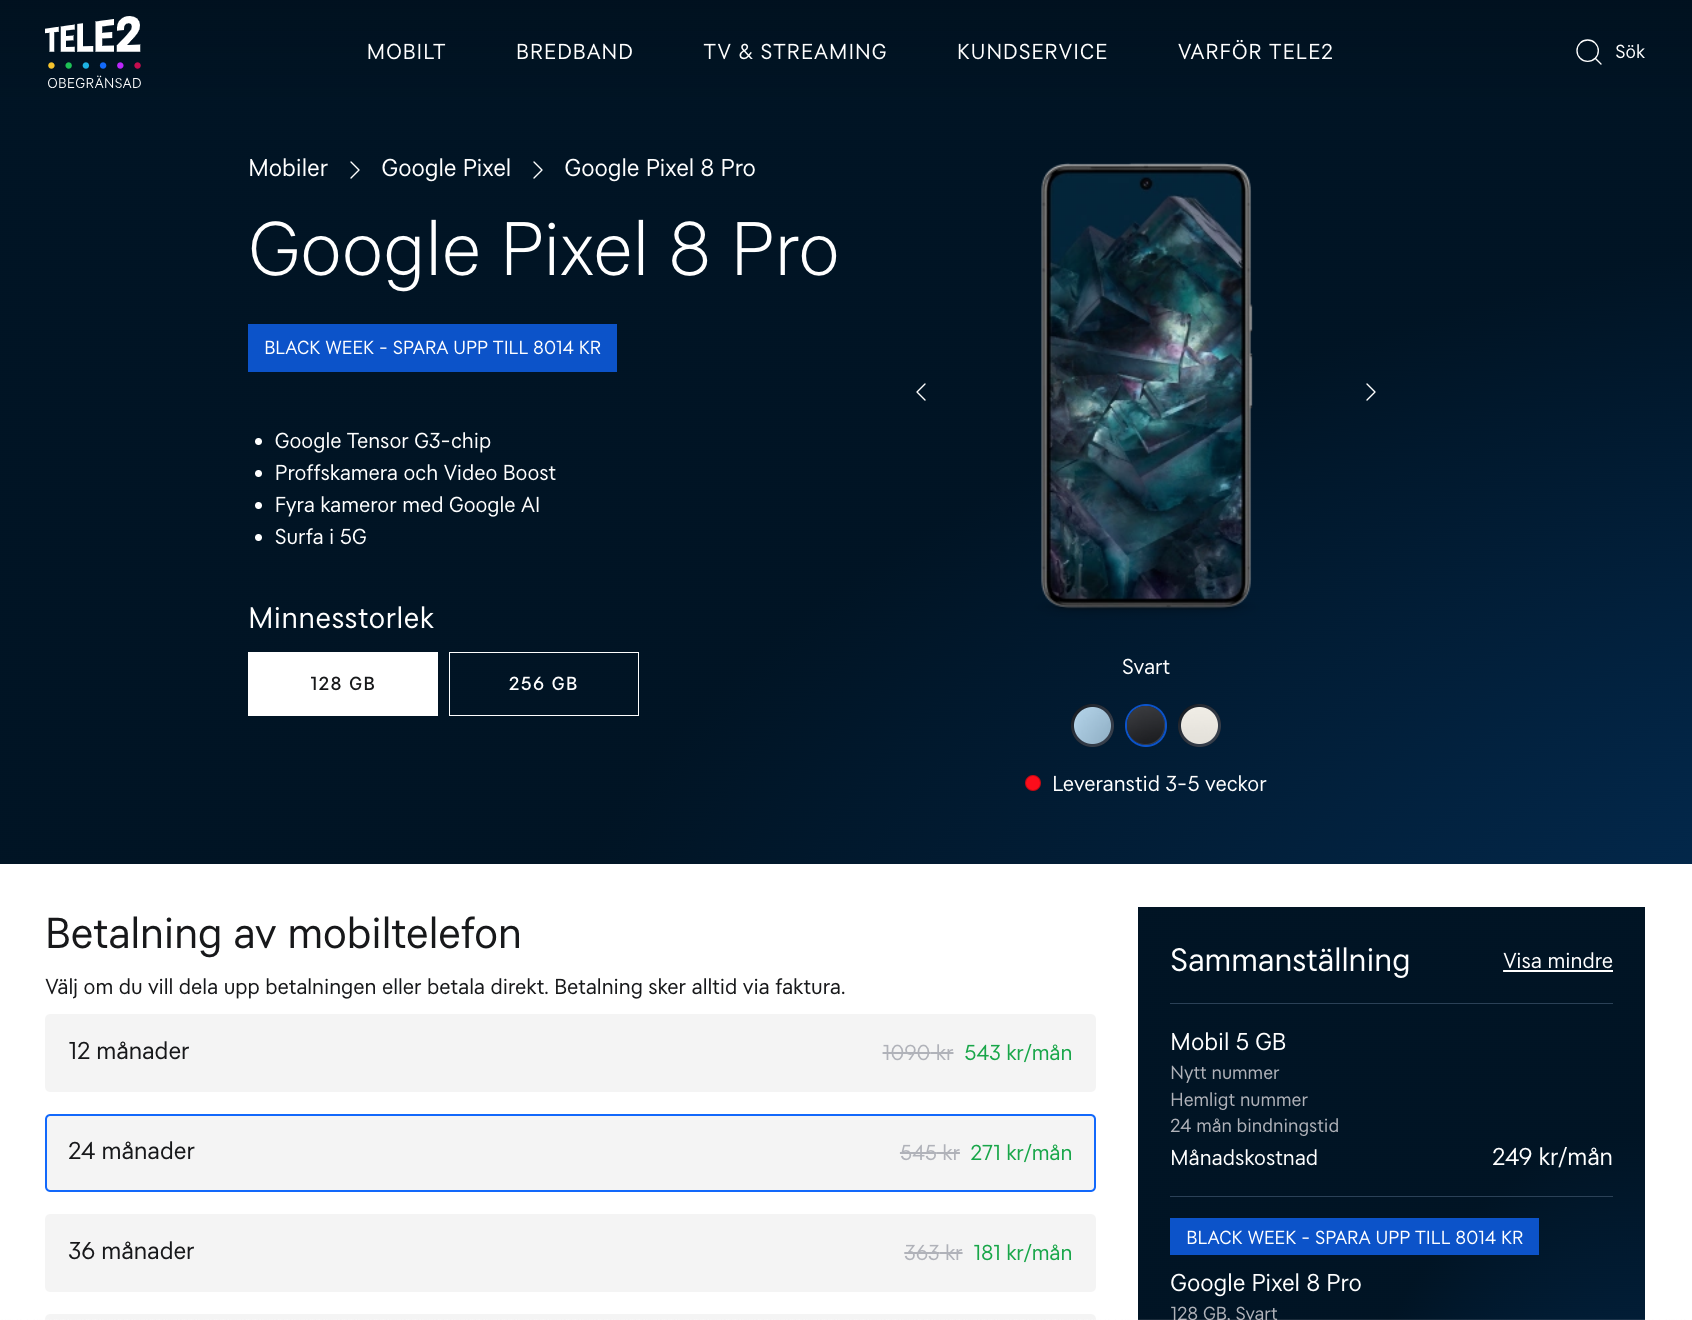 TELE2
OBEGRÄNSAD
MOBILT
BREDBAND
TV & STREAMING
KUNDSERVICE
VARFÖR TELE2
Sök
Mobiler > Google Pixel > Google Pixel 8 Pro
Google Pixel 8 Pro
BLACK WEEK - SPARA UPP TILL 8014 KR
• Google Tensor G3-chip
• Proffskamera och Video Boost
• Fyra kameror med Google AI
• Surfa i 5G
Minnesstorlek
128 GB
256 GB
Svart
Leveranstid 3-5 veckor
Betalning av mobiltelefon
Välj om du vill dela upp betalningen eller betala direkt. Betalning sker alltid via faktura.
12 månader 1090 kr 543 kr/mån
24 månader 545 kr 271 kr/mån
36 månader 363 kr 181 kr/mån
Sammanställning Visa mindre
Mobil 5 GB
Nytt nummer
Hemligt nummer
24 mån bindningstid
Månadskostnad 249 kr/mån
BLACK WEEK - SPARA UPP TILL 8014 KR
Google Pixel 8 Pro
128 GB, Svart